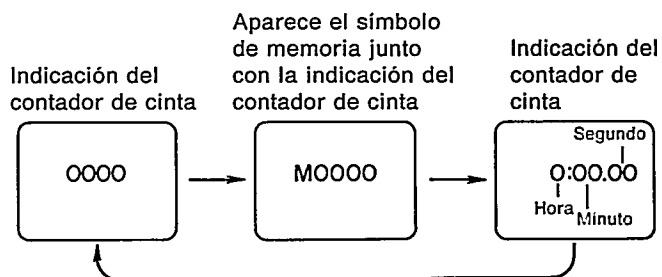 Indicación del
contador de cinta
Aparece el símbolo
de memoria junto
con la indicación del
contador de cinta
Indicación del
contador de
cinta
0000
M0000
Segundo
0:00.00
Hora
Minuto